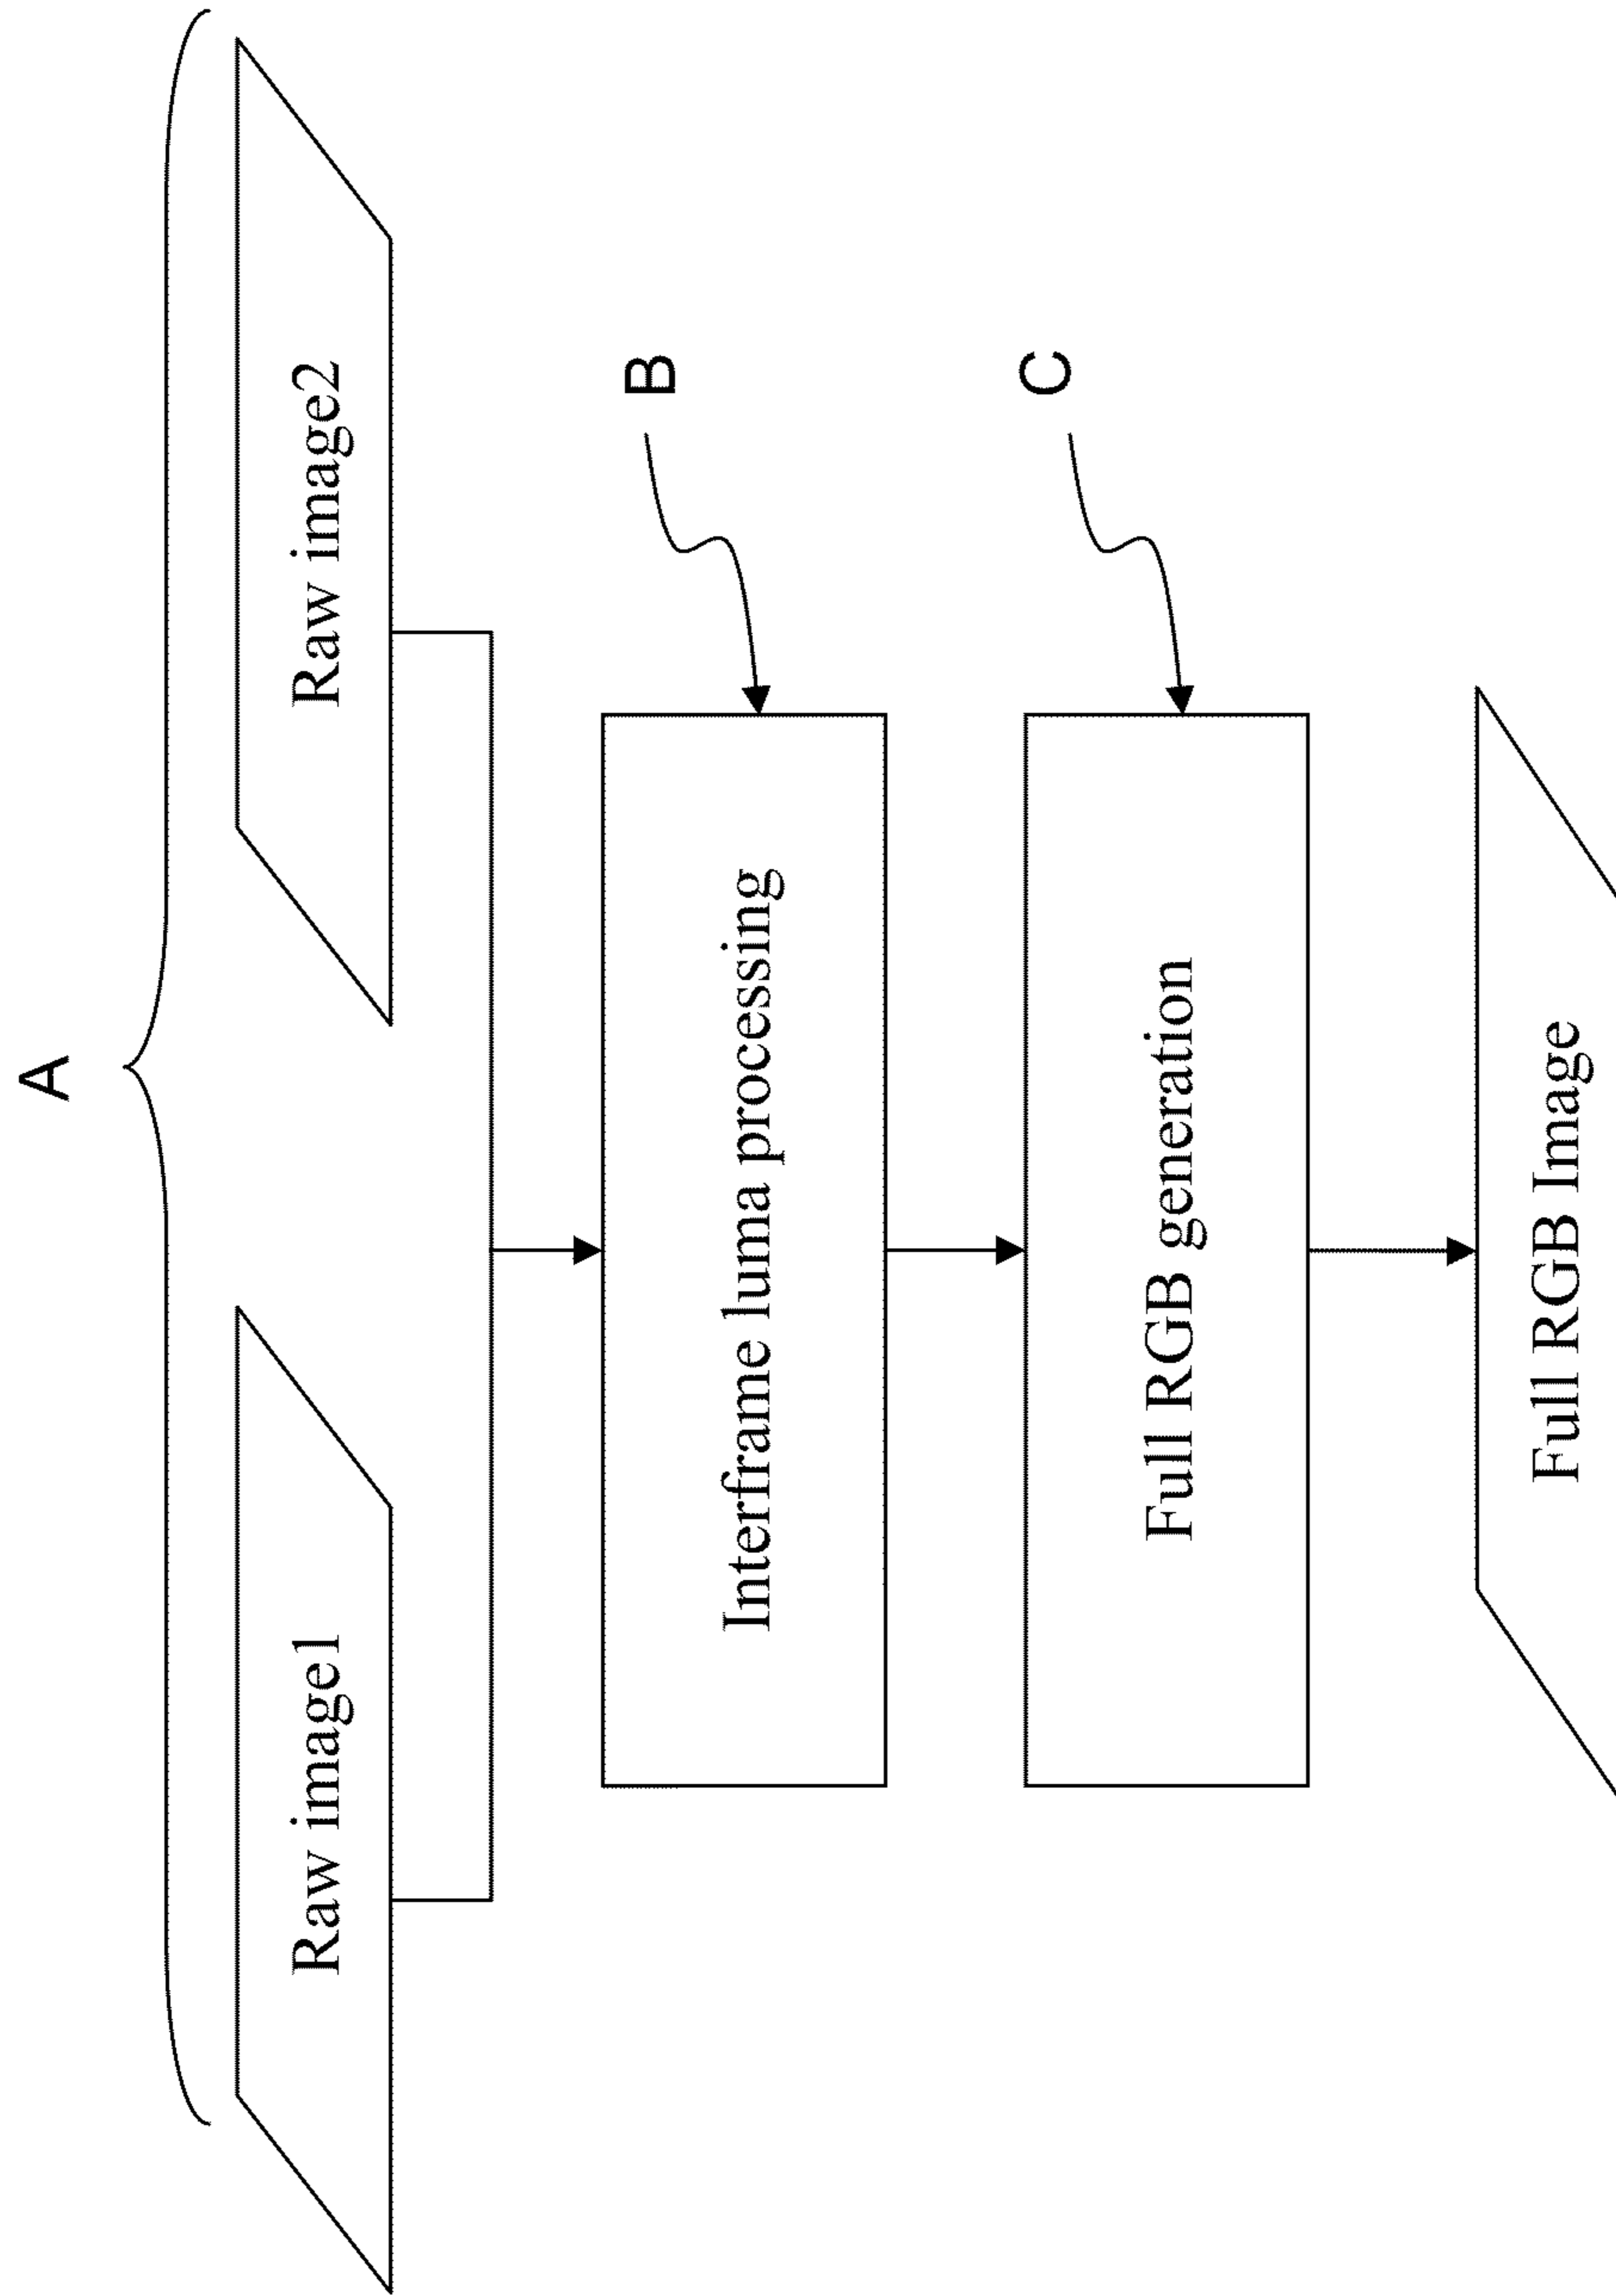 A
Raw image1
Raw image2
B
Interframe luma processing
C
Full RGB generation
Full RGB Image